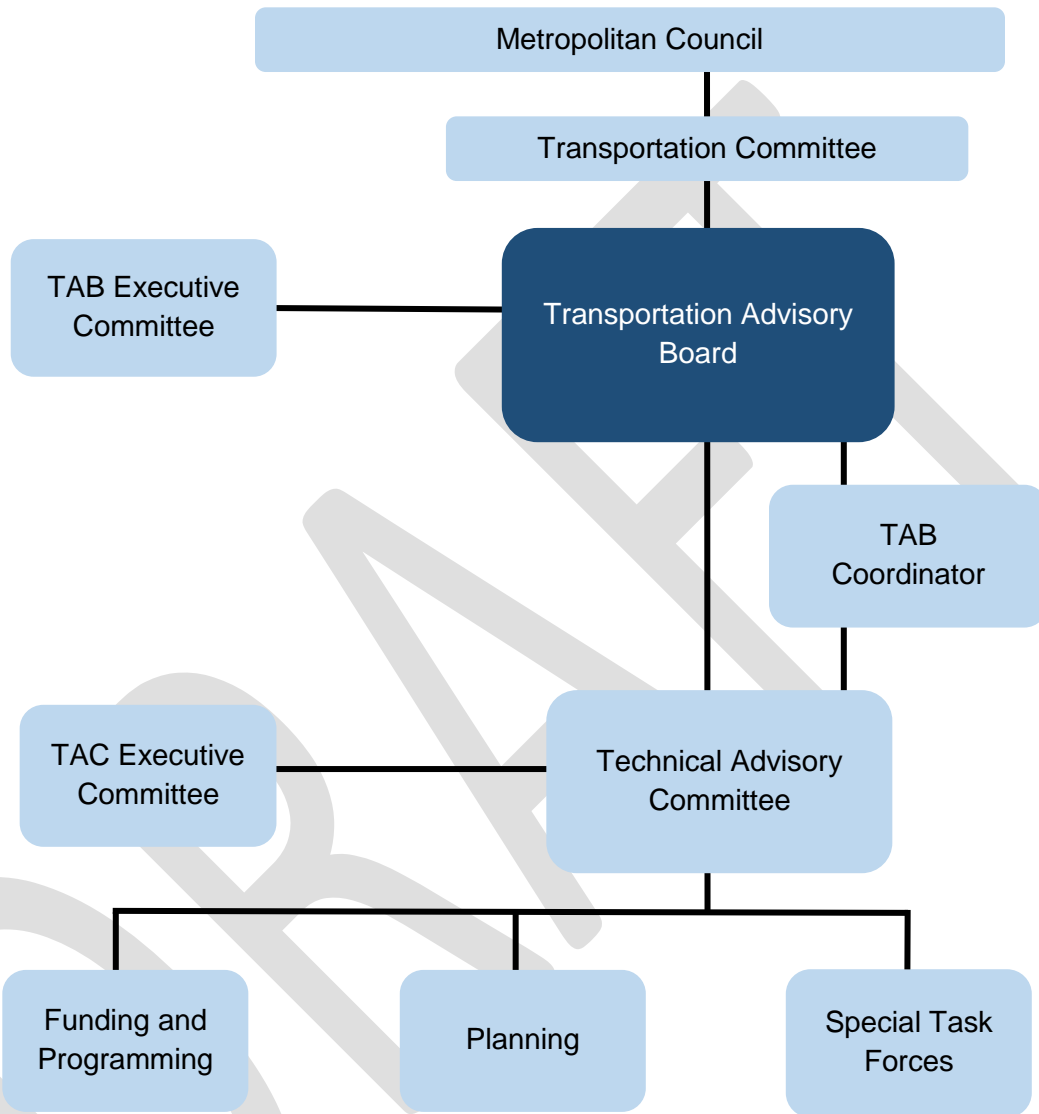 Metropolitan Council
Transportation Committee
TAB Executive
Committee
Transportation Advisory
Board
TAB
Coordinator
TAC Executive
Committee
Technical Advisory
Committee
Funding and
Programming
Planning
Special Task
Forces
DRAFT